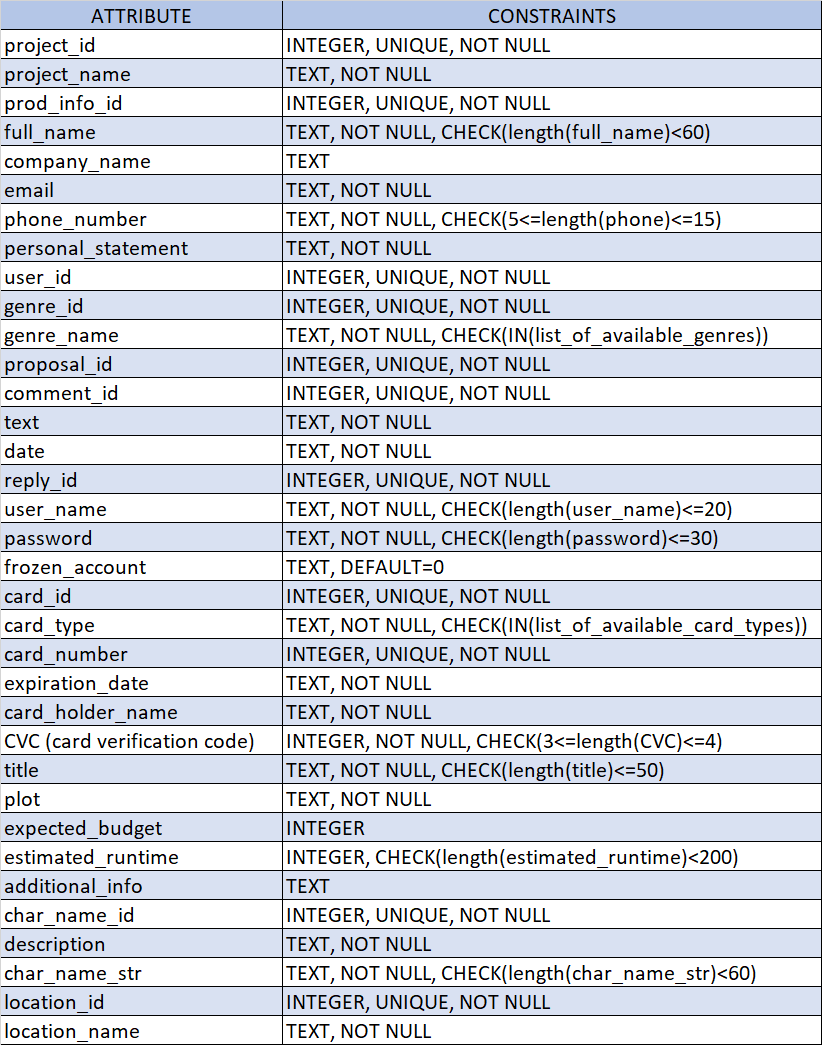 ATTRIBUTE CONSTRAINTS
project_id INTEGER, UNIQUE, NOT NULL
project_name TEXT, NOT NULL
prod_info_id INTEGER, UNIQUE, NOT NULL
full_name TEXT, NOT NULL, CHECK(length(full_name)<60)
company_name TEXT
email TEXT, NOT NULL
phone_number TEXT, NOT NULL, CHECK(5<=length(phone)<=15)
personal_statement TEXT, NOT NULL
user_id INTEGER, UNIQUE, NOT NULL
genre_id INTEGER, UNIQUE, NOT NULL
genre_name TEXT, NOT NULL, CHECK(IN(list_of_available_genres))
proposal_id INTEGER, UNIQUE, NOT NULL
comment_id INTEGER, UNIQUE, NOT NULL
text TEXT, NOT NULL
date TEXT, NOT NULL
reply_id INTEGER, UNIQUE, NOT NULL
user_name TEXT, NOT NULL, CHECK(length(user_name)<=20)
password TEXT, NOT NULL, CHECK(length(password)<=30)
frozen_account TEXT, DEFAULT=0
card_id INTEGER, UNIQUE, NOT NULL
card_type TEXT, NOT NULL, CHECK(IN(list_of_available_card_types))
card_number INTEGER, UNIQUE, NOT NULL
expiration_date TEXT, NOT NULL
card_holder_name TEXT, NOT NULL
CVC (card verification code) INTEGER, NOT NULL, CHECK(3<=length(CVC)<=4)
title TEXT, NOT NULL, CHECK(length(title)<=50)
plot TEXT, NOT NULL
expected_budget INTEGER
estimated_runtime INTEGER, CHECK(length(estimated_runtime)<200)
additional_info TEXT
char_name_id INTEGER, UNIQUE, NOT NULL
description TEXT, NOT NULL
char_name_str TEXT, NOT NULL, CHECK(length(char_name_str)<60)
location_id INTEGER, UNIQUE, NOT NULL
location_name TEXT, NOT NULL